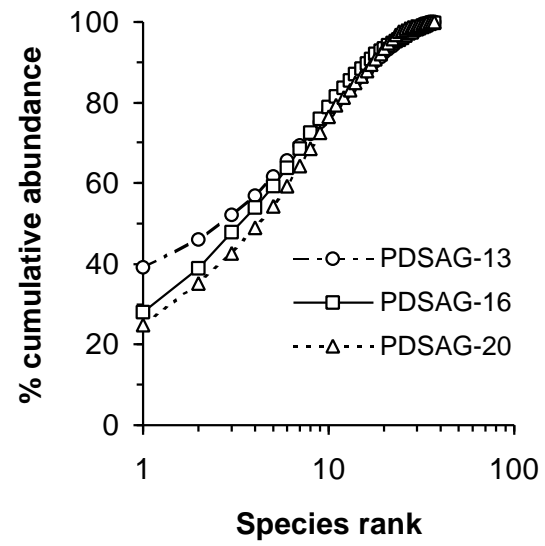 % cumulative abundance
100
80
60
40
20
0
PDSAG-13
PDSAG-16
PDSAG-20
1
10
100
Species rank